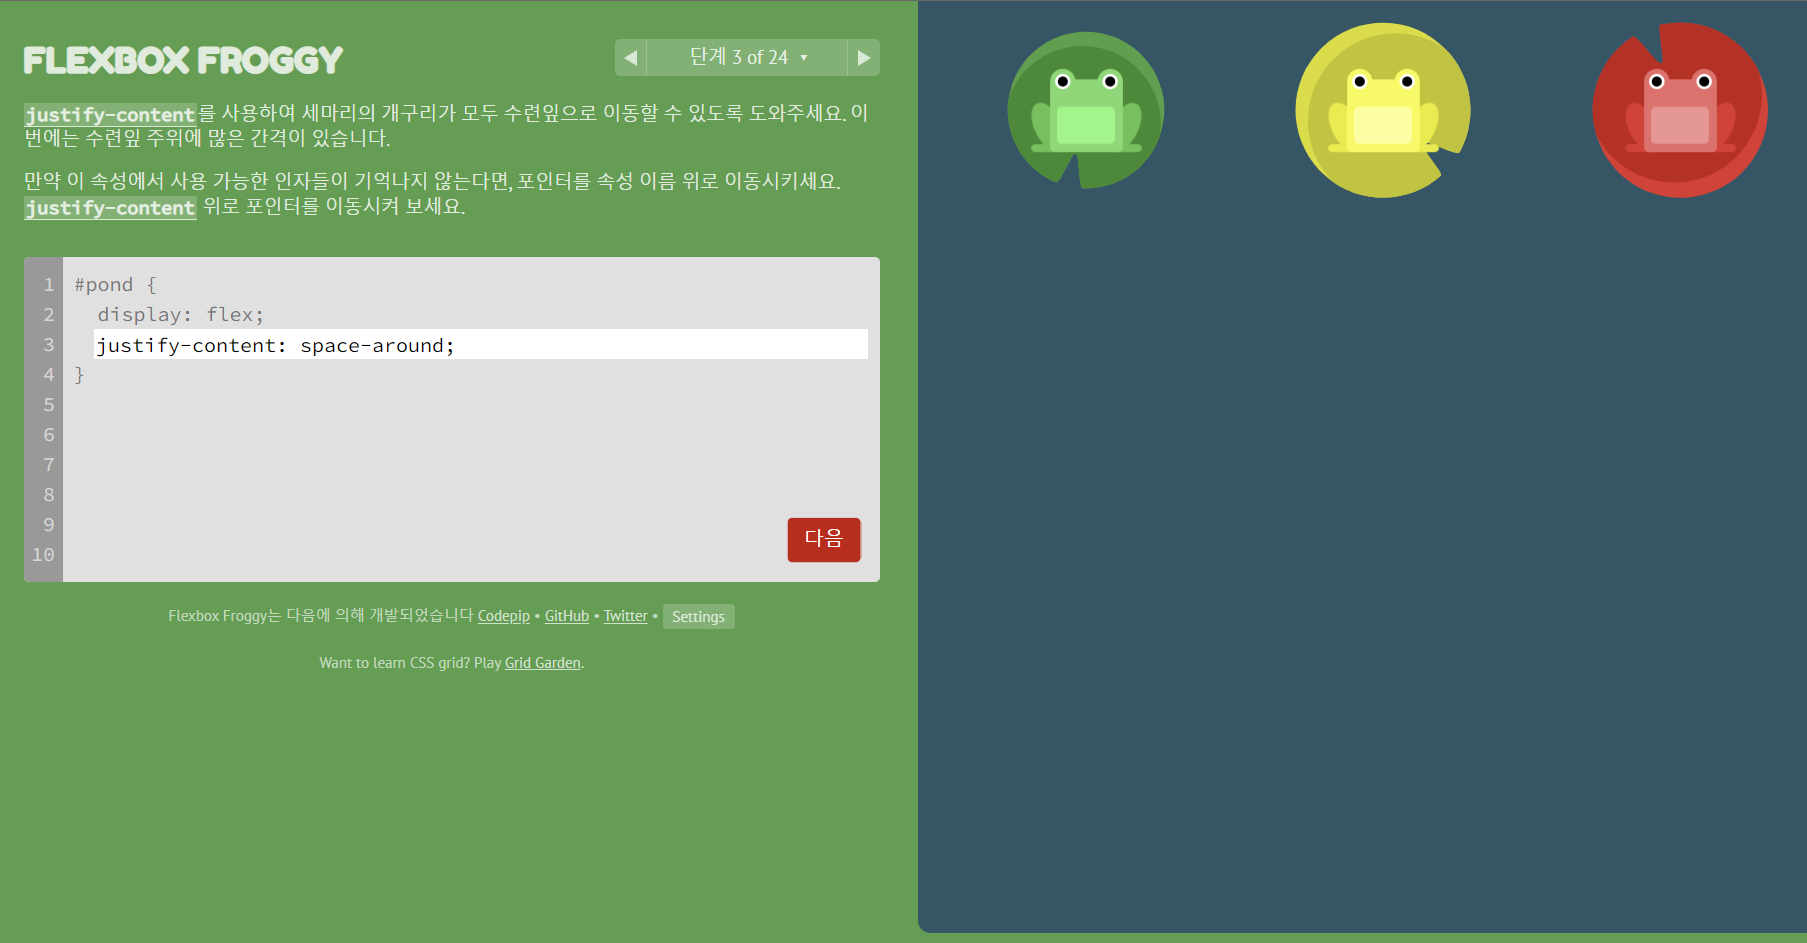 FLEXBOX FROGGY
◀ 단계 3 of 24 ▾ ▶
justify-content를 사용하여 세마리의 개구리가 모두 수련잎으로 이동할 수 있도록 도와주세요. 이
번에는 수련잎 주위에 많은 간격이 있습니다.
만약 이 속성에서 사용 가능한 인자들이 기억나지 않는다면, 포인터를 속성 이름 위로 이동시키세요.
justify-content 위로 포인터를 이동시켜 보세요.
1 #pond {
2 display: flex;
3 justify-content: space-around;
4 }
5
6
7
8
9
10
다음
Flexbox Froggy는 다음에 의해 개발되었습니다 Codepip • GitHub • Twitter • Settings
Want to learn CSS grid? Play Grid Garden.